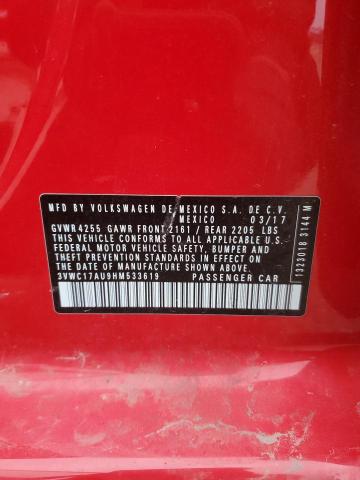 MFD. BY VOLKSWAGEN DE MEXICO S.A. DE C.V.
MEXICO 03/17
GVWR 4255 GAWR FRONT 2161 / REAR 2205 LBS
THIS VEHICLE CONFORMS TO ALL APPLICABLE
FEDERAL MOTOR VEHICLE SAFETY, BUMPER AND
THEFT PREVENTION STANDARDS IN EFFECT ON
THE DATE OF MANUFACTURE SHOWN ABOVE
3VWC17AU9HM533619 PASSENGER CAR
1323018 3144 M